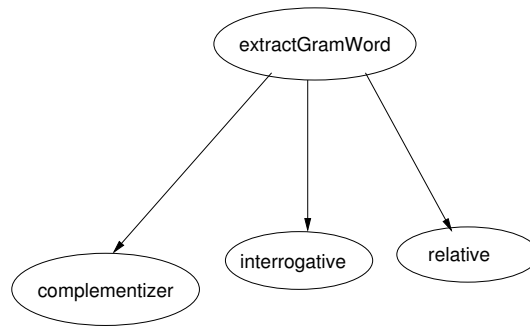 extractGramWord
complementizer
interrogative
relative